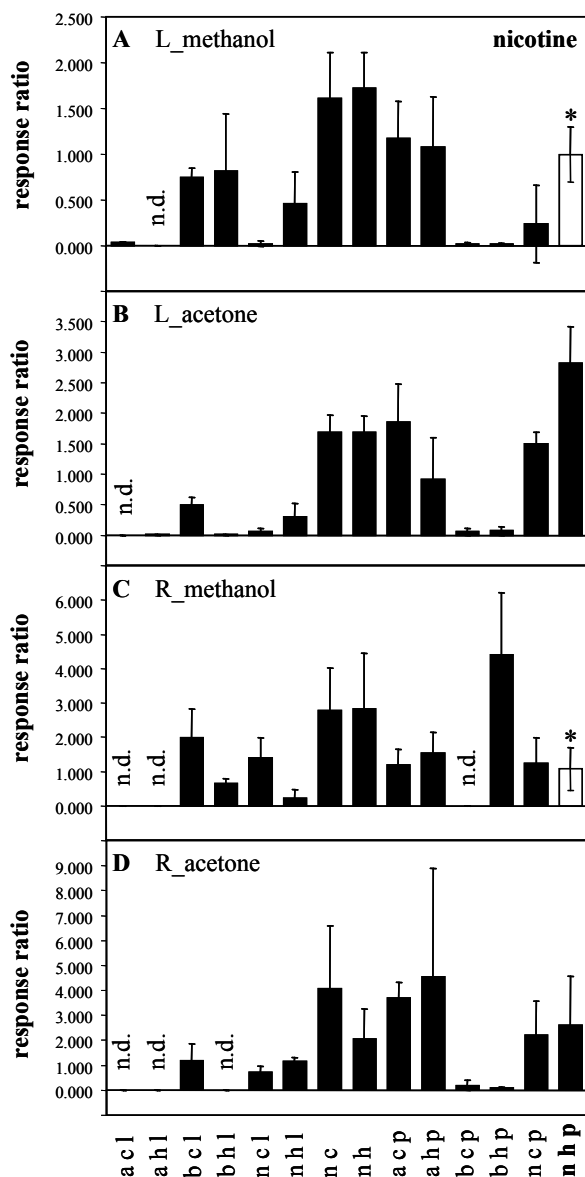 A L_methanol nicotine
response ratio
2.500
2.000
1.500
1.000
0.500
0.000
n.d.
*
B L_acetone
response ratio
3.500
3.000
2.500
2.000
1.500
1.000
0.500
0.000
n.d.
C R_methanol
response ratio
6.000
5.000
4.000
3.000
2.000
1.000
0.000
n.d.
n.d.
n.d.
*
D R_acetone
response ratio
9.000
8.000
7.000
6.000
5.000
4.000
3.000
2.000
1.000
0.000
n.d.
n.d.
n.d.
a c l
a h l
b c l
b h l
n c l
n h l
n c
n h
a c p
a h p
b c p
b h p
n c p
n h p